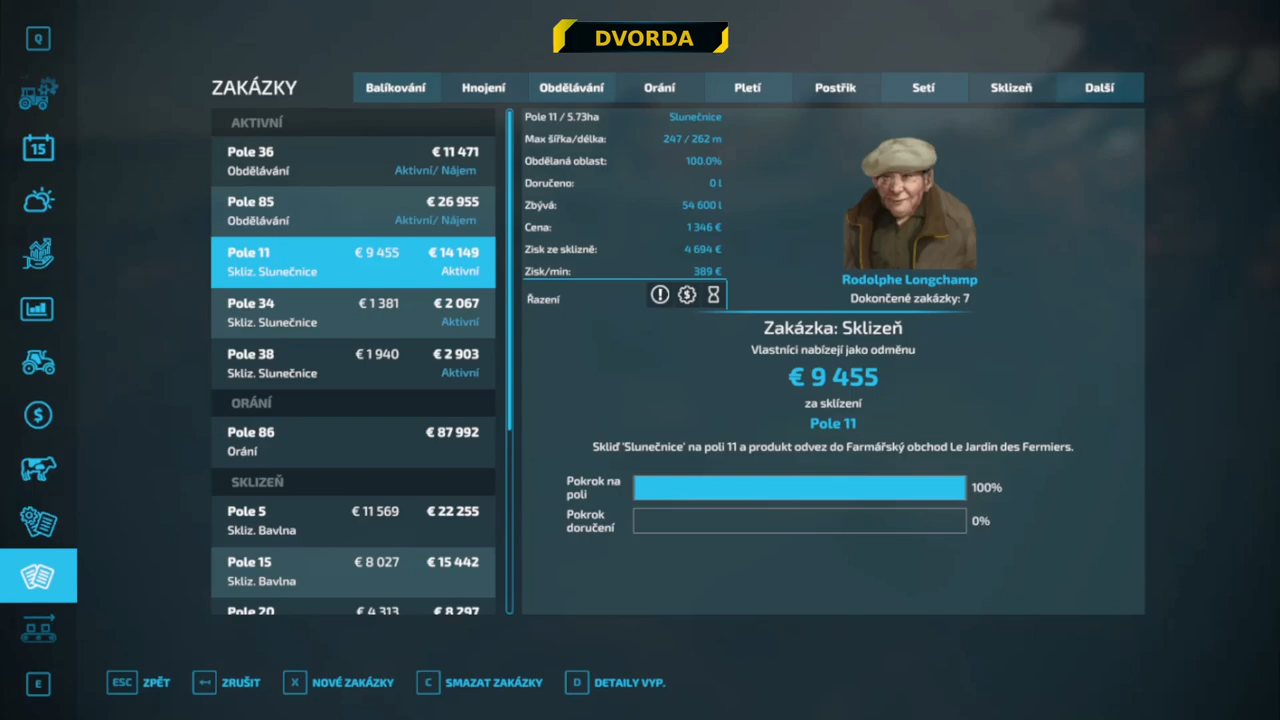 DVORDA
Q
ZAKÁZKY
Balíkování Hnojení Obdělávání Orání Pletí Postřik Setí Sklizeň Další
15
AKTIVNÍ
Pole 36 € 11 471
Obdělávání Aktivní/ Nájem
Pole 85 € 26 955
Obdělávání Aktivní/ Nájem
Pole 11 € 9 455 € 14 149
Skliz. Slunečnice Aktivní
Pole 34 € 1 381 € 2 067
Skliz. Slunečnice Aktivní
Pole 38 € 1 940 € 2 903
Skliz. Slunečnice Aktivní
ORÁNÍ
Pole 86 € 87 992
Orání
SKLIZEŇ
Pole 5 € 11 569 € 22 255
Skliz. Bavlna
Pole 15 € 8 027 € 15 442
Skliz. Bavlna
Pole 20 € 4 313 € 8 297
Pole 11 / 5.73ha Slunečnice
Max šířka/délka: 247 / 262 m
Obdělaná oblast: 100.0%
Doručeno: 0 l
Zbývá: 54 600 l
Cena: 1 346 €
Zisk ze sklizně: 4 694 €
Zisk/min: 389 €
Řazení
Rodolphe Longchamp
Dokončené zakázky: 7
Zakázka: Sklizeň
Vlastníci nabízejí jako odměnu
€ 9 455
za sklízení
Pole 11
Skliď 'Slunečnice' na poli 11 a produkt odvez do Farmářský obchod Le Jardin des Fermiers.
Pokrok na
poli
100%
Pokrok
doručení
0%
E
ESC ZPĚT ZRUŠIT X NOVÉ ZAKÁZKY C SMAZAT ZAKÁZKY D DETAILY VYP.